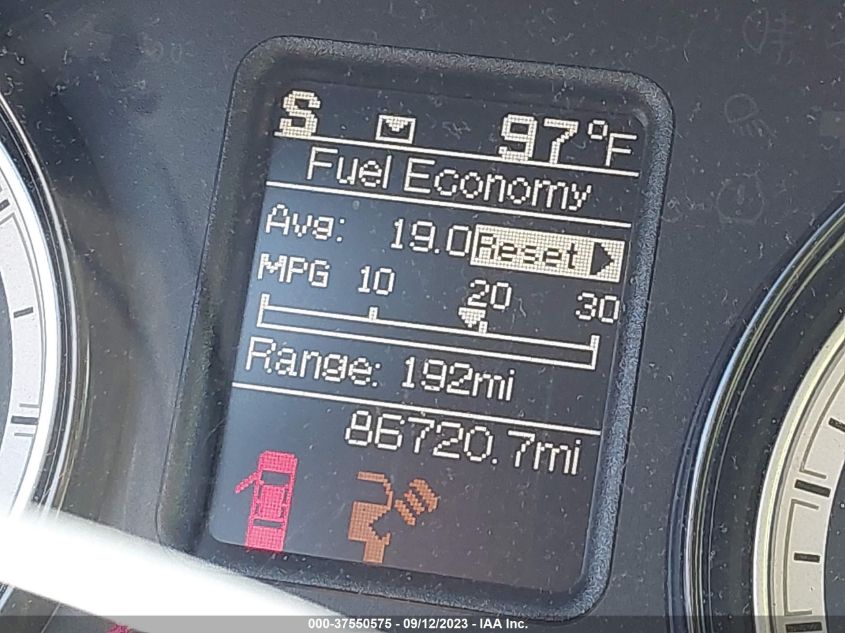 S 97°F
Fuel Economy
Avg: 19.0 Reset
MPG 10 20 30
Range: 192mi
86720.7mi
000-37550575 - 09/12/2023 - IAA Inc.